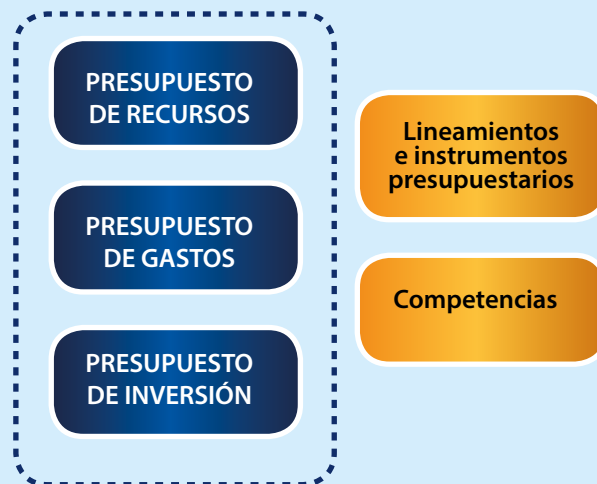 PRESUPUESTO
DE RECURSOS
PRESUPUESTO
DE GASTOS
PRESUPUESTO
DE INVERSIÓN
Lineamientos
e instrumentos
presupuestarios
Competencias